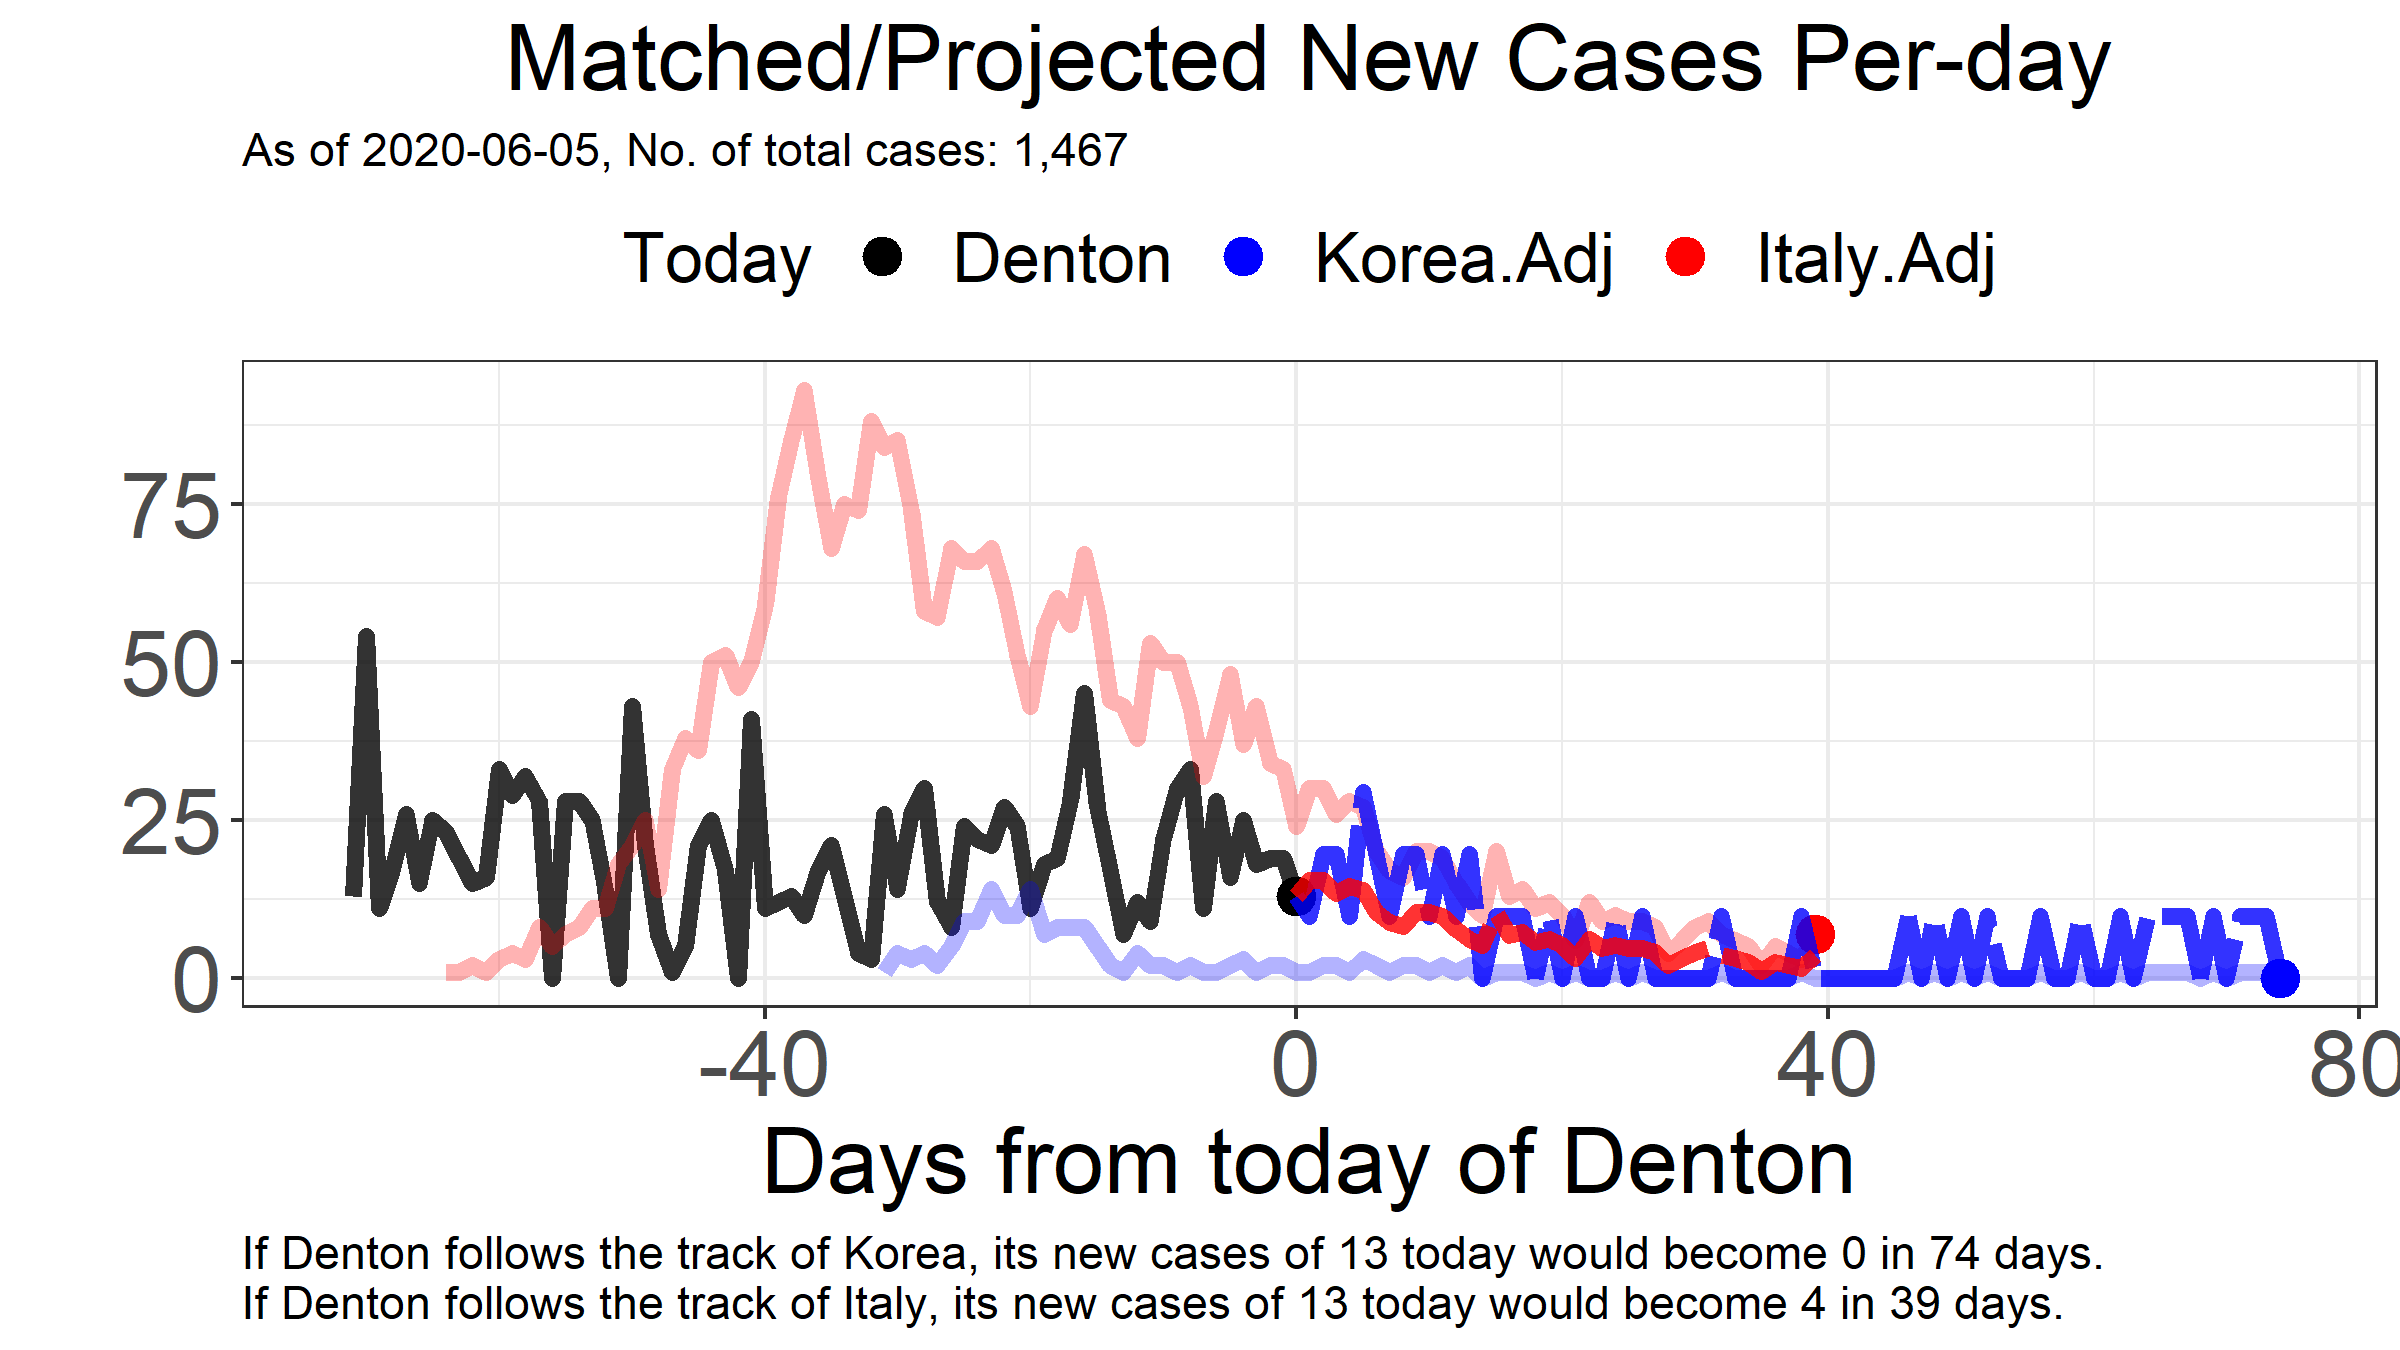 Matched/Projected New Cases Per-day
As of 2020-06-05, No. of total cases: 1,467
Today Denton Korea.Adj Italy.Adj
75
50
25
0
-40 0 40 80
Days from today of Denton
If Denton follows the track of Korea, its new cases of 13 today would become 0 in 74 days.
If Denton follows the track of Italy, its new cases of 13 today would become 4 in 39 days.